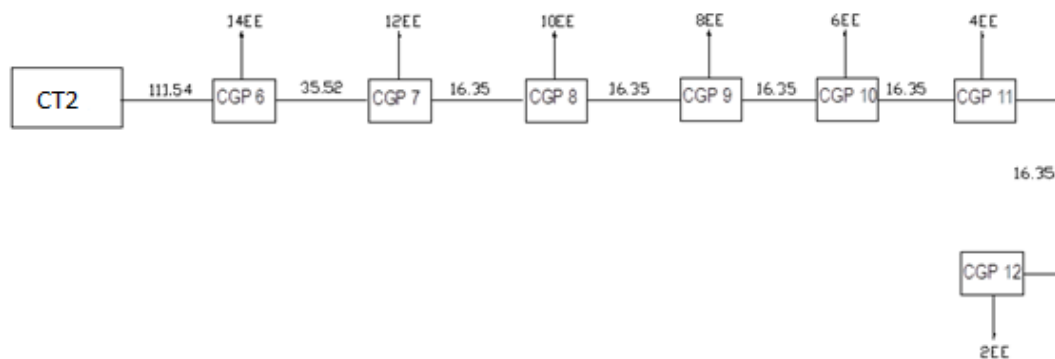 14EE 12EE 10EE 8EE 6EE 4EE
CT2 111.54 CGP 6 35.52 CGP 7 16.35 CGP 8 16.35 CGP 9 16.35 CGP 10 16.35 CGP 11
16.35
CGP 12
2EE